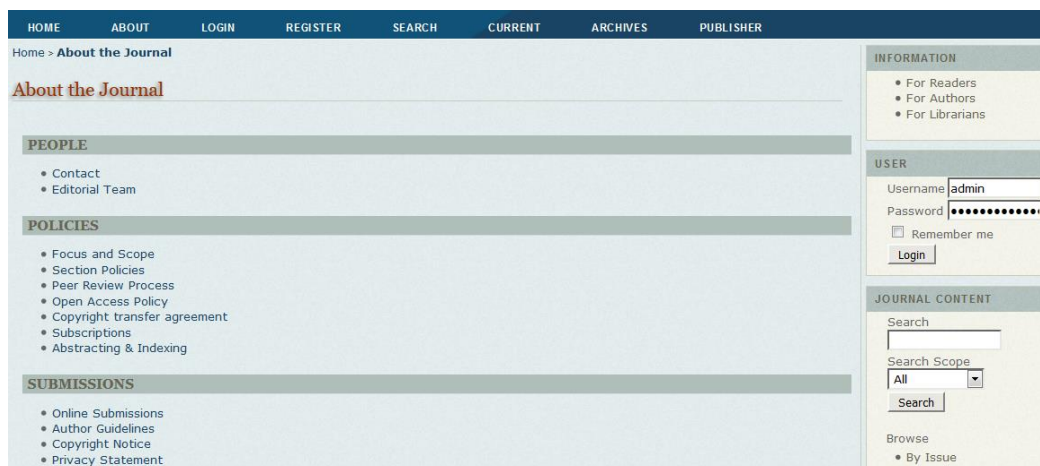 HOME ABOUT LOGIN REGISTER SEARCH CURRENT ARCHIVES PUBLISHER
Home > About the Journal
About the Journal
PEOPLE
Contact
Editorial Team
POLICIES
Focus and Scope
Section Policies
Peer Review Process
Open Access Policy
Copyright transfer agreement
Subscriptions
Abstracting & Indexing
SUBMISSIONS
Online Submissions
Author Guidelines
Copyright Notice
Privacy Statement
INFORMATION
For Readers
For Authors
For Librarians
USER
Username admin
Password
Remember me
Login
JOURNAL CONTENT
Search
Search Scope
All
Search
Browse
By Issue